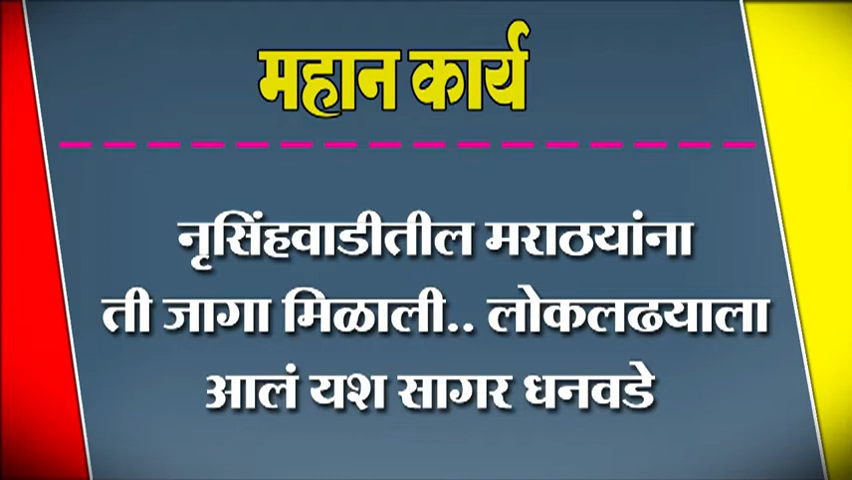 महान कार्य
नृसिंहवाडीतील मराठयांना
ती जागा मिळाली.. लोकलढयाला
आलं यश सागर धनवडे